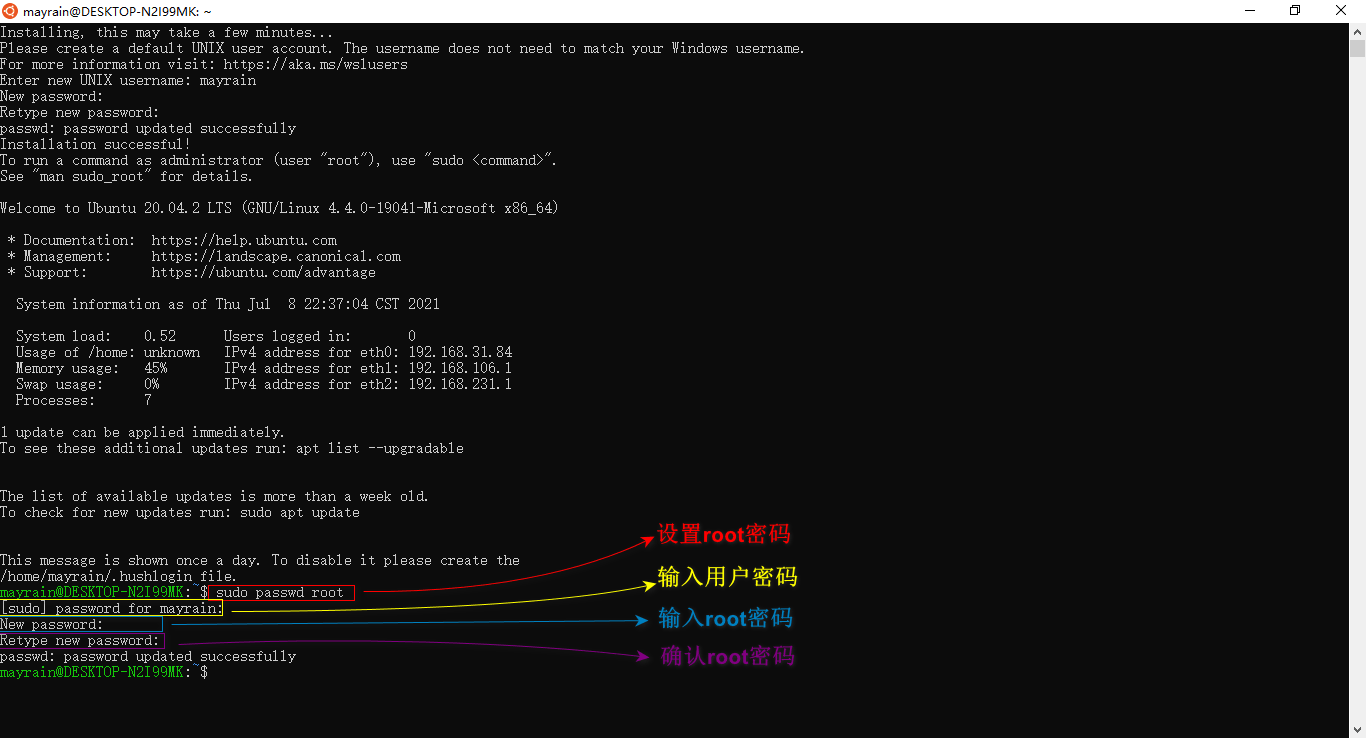 mayrain@DESKTOP-N2I99MK: ~
Installing, this may take a few minutes...
Please create a default UNIX user account. The username does not need to match your Windows username.
For more information visit: https://aka.ms/wslusers
Enter new UNIX username: mayrain
New password:
Retype new password:
passwd: password updated successfully
Installation successful!
To run a command as administrator (user "root"), use "sudo <command>".
See "man sudo_root" for details.
Welcome to Ubuntu 20.04.2 LTS (GNU/Linux 4.4.0-19041-Microsoft x86_64)
* Documentation:  https://help.ubuntu.com
* Management:     https://landscape.canonical.com
* Support:        https://ubuntu.com/advantage
System information as of Thu Jul  8 22:37:04 CST 2021
System load:    0.52      Users logged in:       0
Usage of /home: unknown   IPv4 address for eth0: 192.168.31.84
Memory usage:   45%       IPv4 address for eth1: 192.168.106.1
Swap usage:     0%        IPv4 address for eth2: 192.168.231.1
Processes:      7
1 update can be applied immediately.
To see these additional updates run: apt list --upgradable
The list of available updates is more than a week old.
To check for new updates run: sudo apt update
This message is shown once a day. To disable it please create the
/home/mayrain/.hushlogin file.
mayrain@DESKTOP-N2I99MK:~$ sudo passwd root
设置root密码
[sudo] password for mayrain:
输入用户密码
New password:
输入root密码
Retype new password:
确认root密码
passwd: password updated successfully
mayrain@DESKTOP-N2I99MK:~$